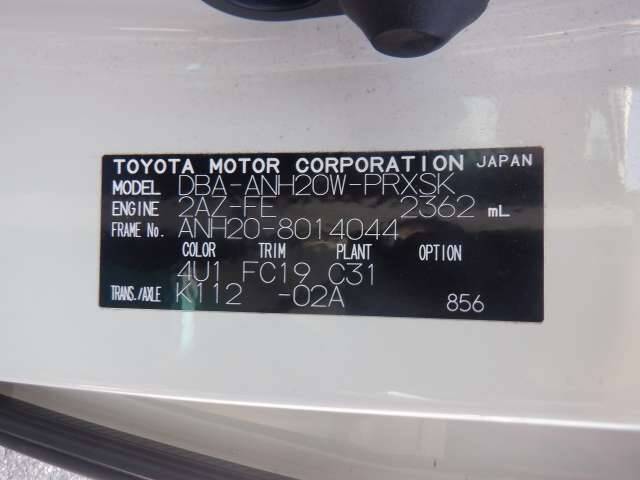 TOYOTA MOTOR CORPORATION JAPAN
MODEL DBA-ANH20W-PRXSK
ENGINE 2AZ-FE 2362 mL
FRAME No. ANH20-8014044
COLOR TRIM PLANT OPTION
4U1 FC19 C31
TRANS./AXLE K112 -02A 856